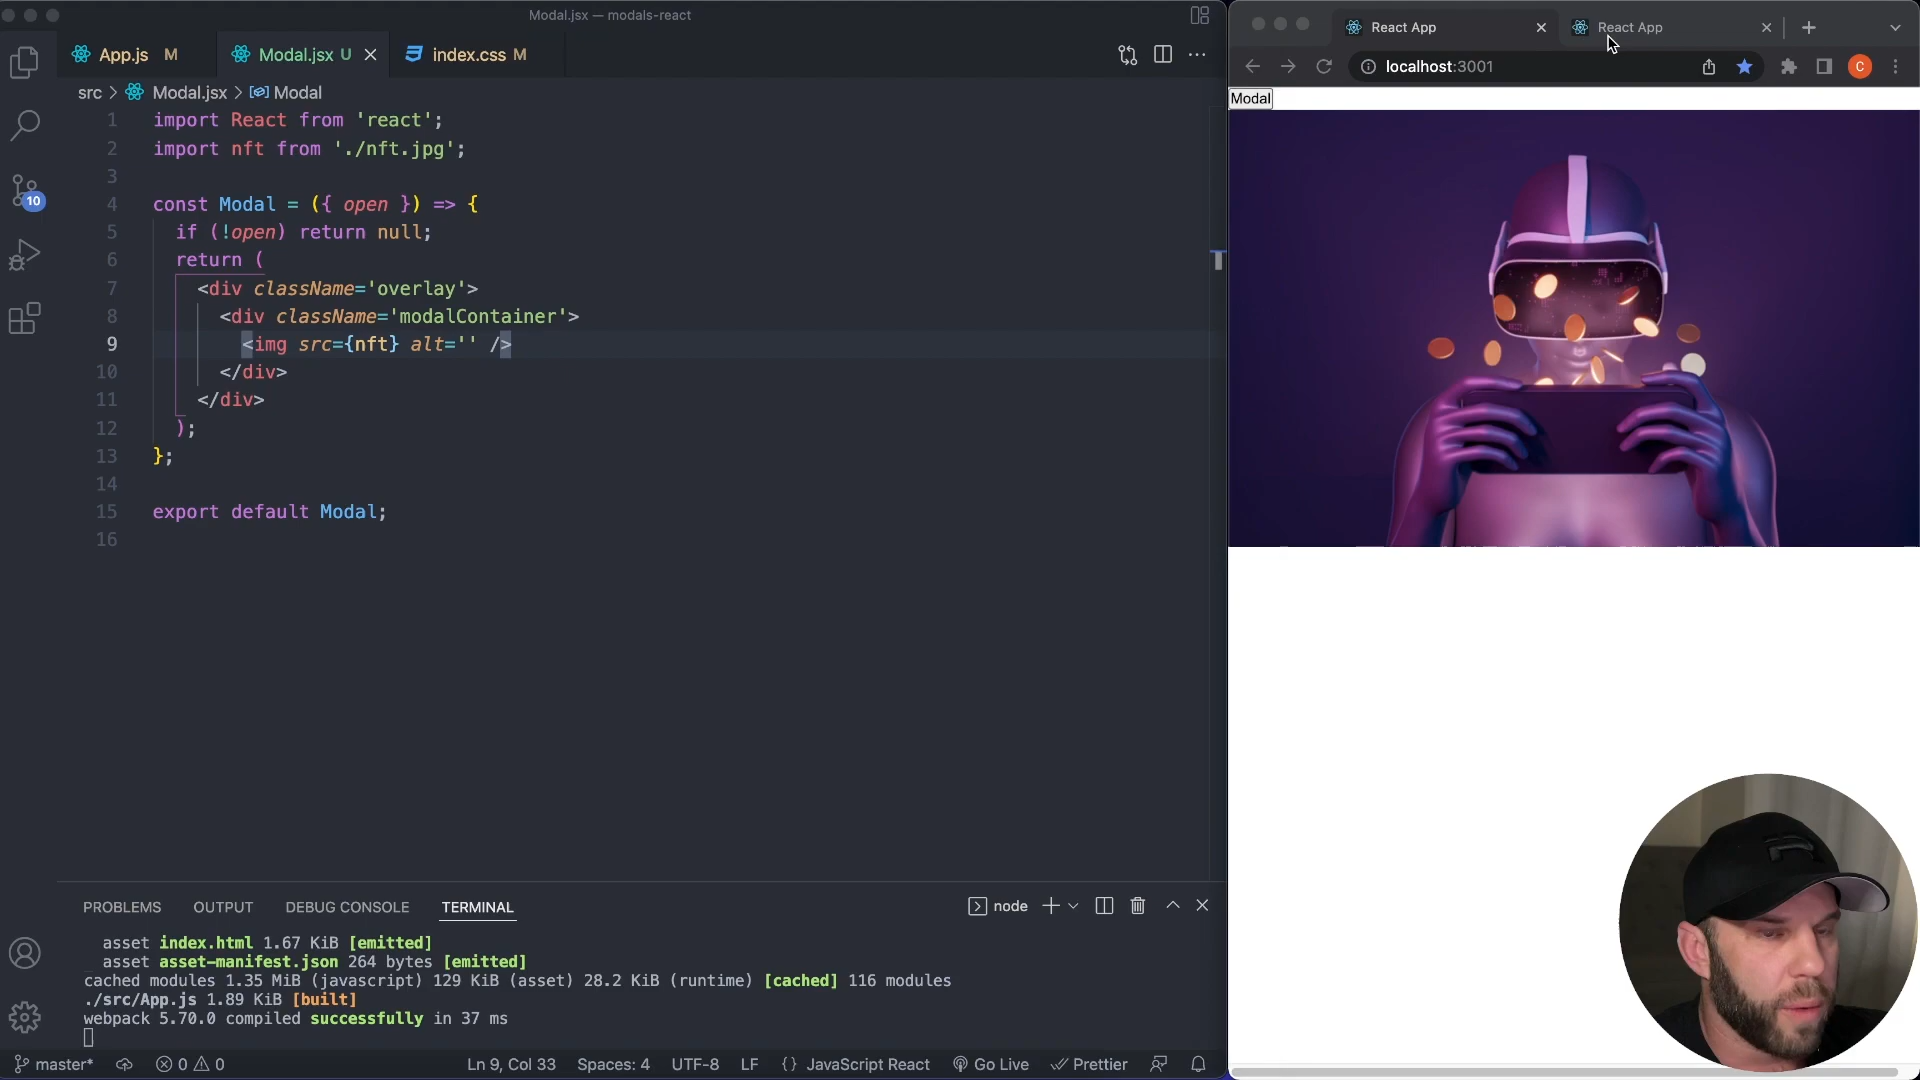 Modal.jsx — modals-react
App.js M
Modal.jsx U
index.css M
src > Modal.jsx > Modal
1 import React from 'react';
2 import nft from './nft.jpg';
3
4 const Modal = ({ open }) => {
5 if (!open) return null;
6 return (
7 <div className='overlay'>
8 <div className='modalContainer'>
9 <img src={nft} alt='' />
10 </div>
11 </div>
12 );
13 };
14
15 export default Modal;
16
10
PROBLEMS OUTPUT DEBUG CONSOLE TERMINAL
node
asset index.html 1.67 KiB [emitted]
asset asset-manifest.json 264 bytes [emitted]
cached modules 1.35 MiB (javascript) 129 KiB (asset) 28.2 KiB (runtime) [cached] 116 modules
./src/App.js 1.89 KiB [built]
webpack 5.70.0 compiled successfully in 37 ms
master* 0 0 Ln 9, Col 33 Spaces: 4 UTF-8 LF {} JavaScript React Go Live Prettier
React App
React App
localhost:3001
C
Modal